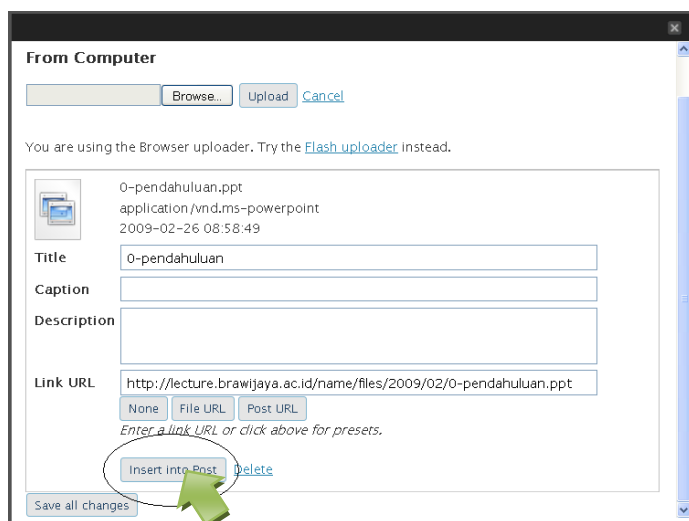 From Computer
Browse... Upload Cancel
You are using the Browser uploader. Try the Flash uploader instead.
0-pendahuluan.ppt
application/vnd.ms-powerpoint
2009-02-26 08:58:49
Title 0-pendahuluan
Caption
Description
Link URL http://lecture.brawijaya.ac.id/name/files/2009/02/0-pendahuluan.ppt
None File URL Post URL
Enter a link URL or click above for presets.
Insert into Post Delete
Save all changes